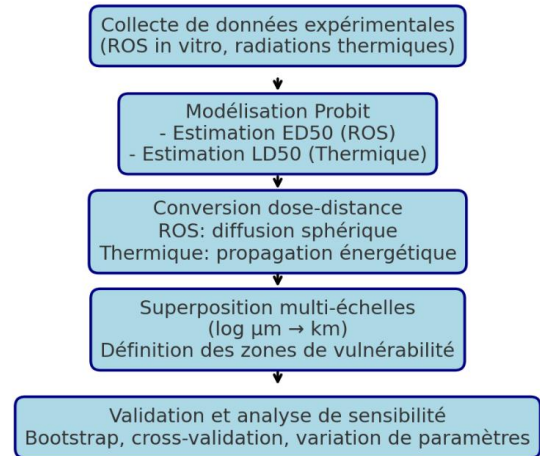 Collecte de données expérimentales
(ROS in vitro, radiations thermiques)
Modélisation Probit
- Estimation ED50 (ROS)
- Estimation LD50 (Thermique)
Conversion dose-distance
ROS: diffusion sphérique
Thermique: propagation énergétique
Superposition multi-échelles
(log µm → km)
Définition des zones de vulnérabilité
Validation et analyse de sensibilité
Bootstrap, cross-validation, variation de paramètres